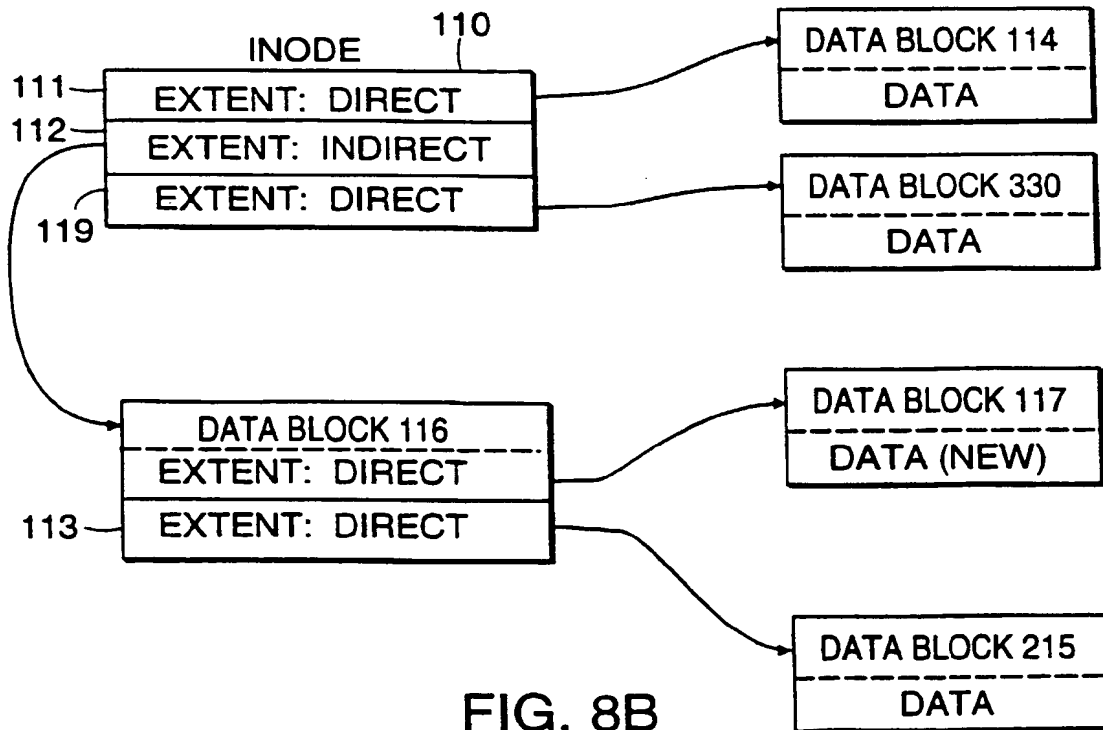 110
INODE
111
EXTENT: DIRECT
112
EXTENT: INDIRECT
119
EXTENT: DIRECT
DATA BLOCK 114
DATA
DATA BLOCK 330
DATA
DATA BLOCK 116
EXTENT: DIRECT
113
EXTENT: DIRECT
DATA BLOCK 117
DATA (NEW)
DATA BLOCK 215
DATA
FIG. 8B